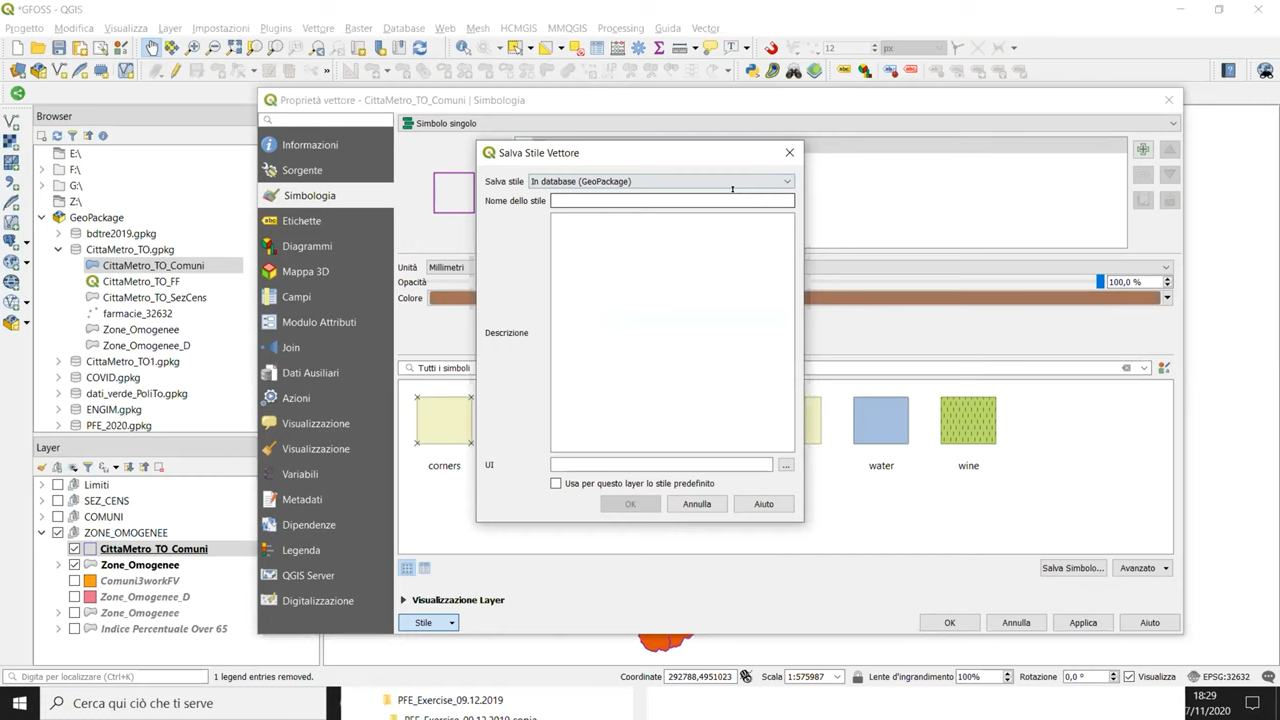 *GFOSS - QGIS
Progetto Modifica Visualizza Layer Impostazioni Plugins Vettore Raster Database Web Mesh HCMGIS MMQGIS Processing Guida Vector
12 px
Browser
E:\
F:\
G:\
Z:\
GeoPackage
bdtre2019.gpkg
CittaMetro_TO.gpkg
CittaMetro_TO_Comuni
CittaMetro_TO_FF
CittaMetro_TO_SezCens
farmacie_32632
Zone_Omogenee
Zone_Omogenee_D
CittaMetro_TO1.gpkg
COVID.gpkg
dati_verde_PoliTo.gpkg
ENGIM.gpkg
PFE_2020.gpkg
Layer
Limiti
SEZ_CENS
COMUNI
ZONE_OMOGENEE
CittaMetro_TO_Comuni
Zone_Omogenee
Comuni3workFV
Zone_Omogenee_D
Zone_Omogenee
Indice Percentuale Over 65
Proprietà vettore - CittaMetro_TO_Comuni | Simbologia
Informazioni
Sorgente
Simbologia
Etichette
Diagrammi
Mappa 3D
Campi
Modulo Attributi
Join
Dati Ausiliari
Azioni
Visualizzazione
Visualizzazione
Variabili
Metadati
Dipendenze
Legenda
QGIS Server
Digitalizzazione
Simbolo singolo
Unità Millimetri
Opacità 100,0 %
Colore
Tutti i simboli
corners water wine
Salva Simbolo... Avanzato
Visualizzazione Layer
Stile OK Annulla Applica Aiuto
Salva Stile Vettore
Salva stile In database (GeoPackage)
Nome dello stile
Descrizione
UI ...
Usa per questo layer lo stile predefinito
OK Annulla Aiuto
Digita per localizzare (Ctrl+K) 1 legend entries removed. Coordinate 292788,4951023 Scala 1:575987 Lente d'ingrandimento 100% Rotazione 0,0 ° Visualizza EPSG:32632
Cerca qui ciò che ti serve
PFE_Exercise_09.12.2019
PFE_Exercise_09.12.2019 copia
18:29
7/11/2020